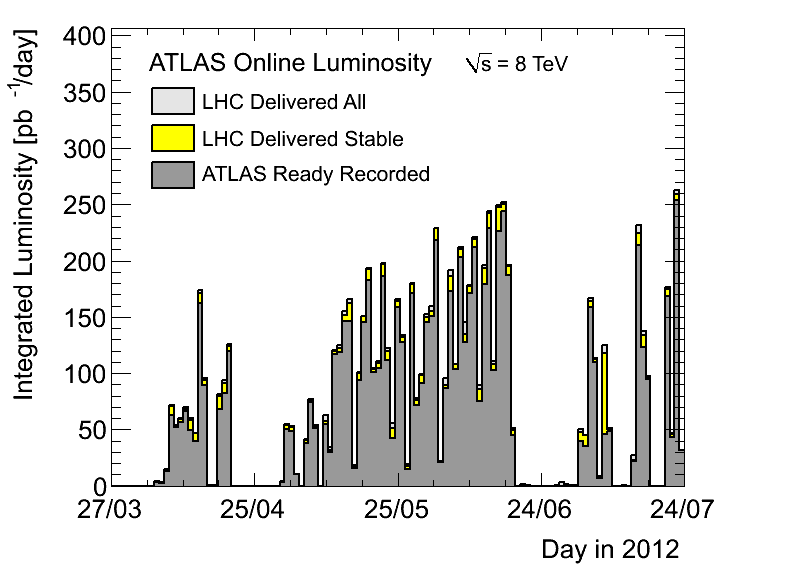 Integrated Luminosity [pb⁻¹/day]
400
350
300
250
200
150
100
50
0
ATLAS Online Luminosity √s = 8 TeV
LHC Delivered All
LHC Delivered Stable
ATLAS Ready Recorded
27/03 25/04 25/05 24/06 24/07
Day in 2012